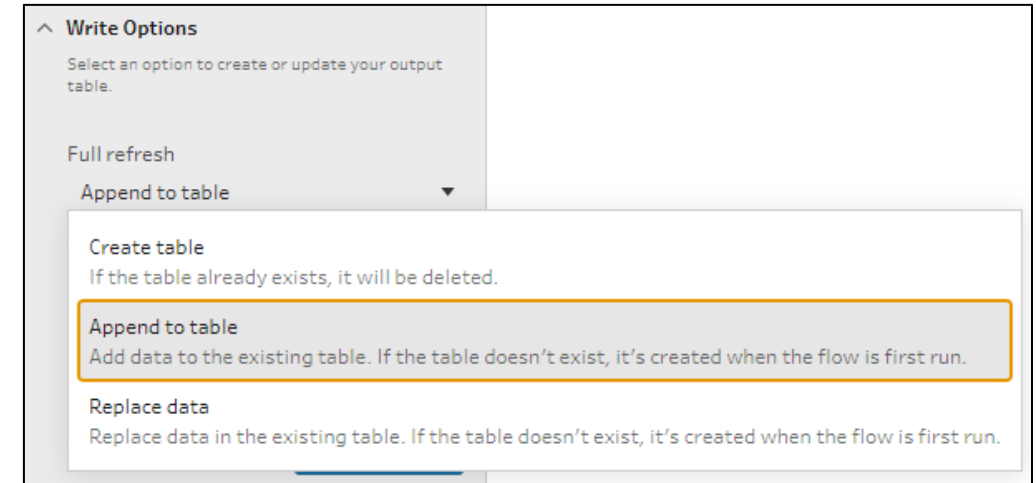 Write Options
Select an option to create or update your output
table.
Full refresh
Append to table
Create table
If the table already exists, it will be deleted.
Append to table
Add data to the existing table. If the table doesn't exist, it's created when the flow is first run.
Replace data
Replace data in the existing table. If the table doesn't exist, it's created when the flow is first run.